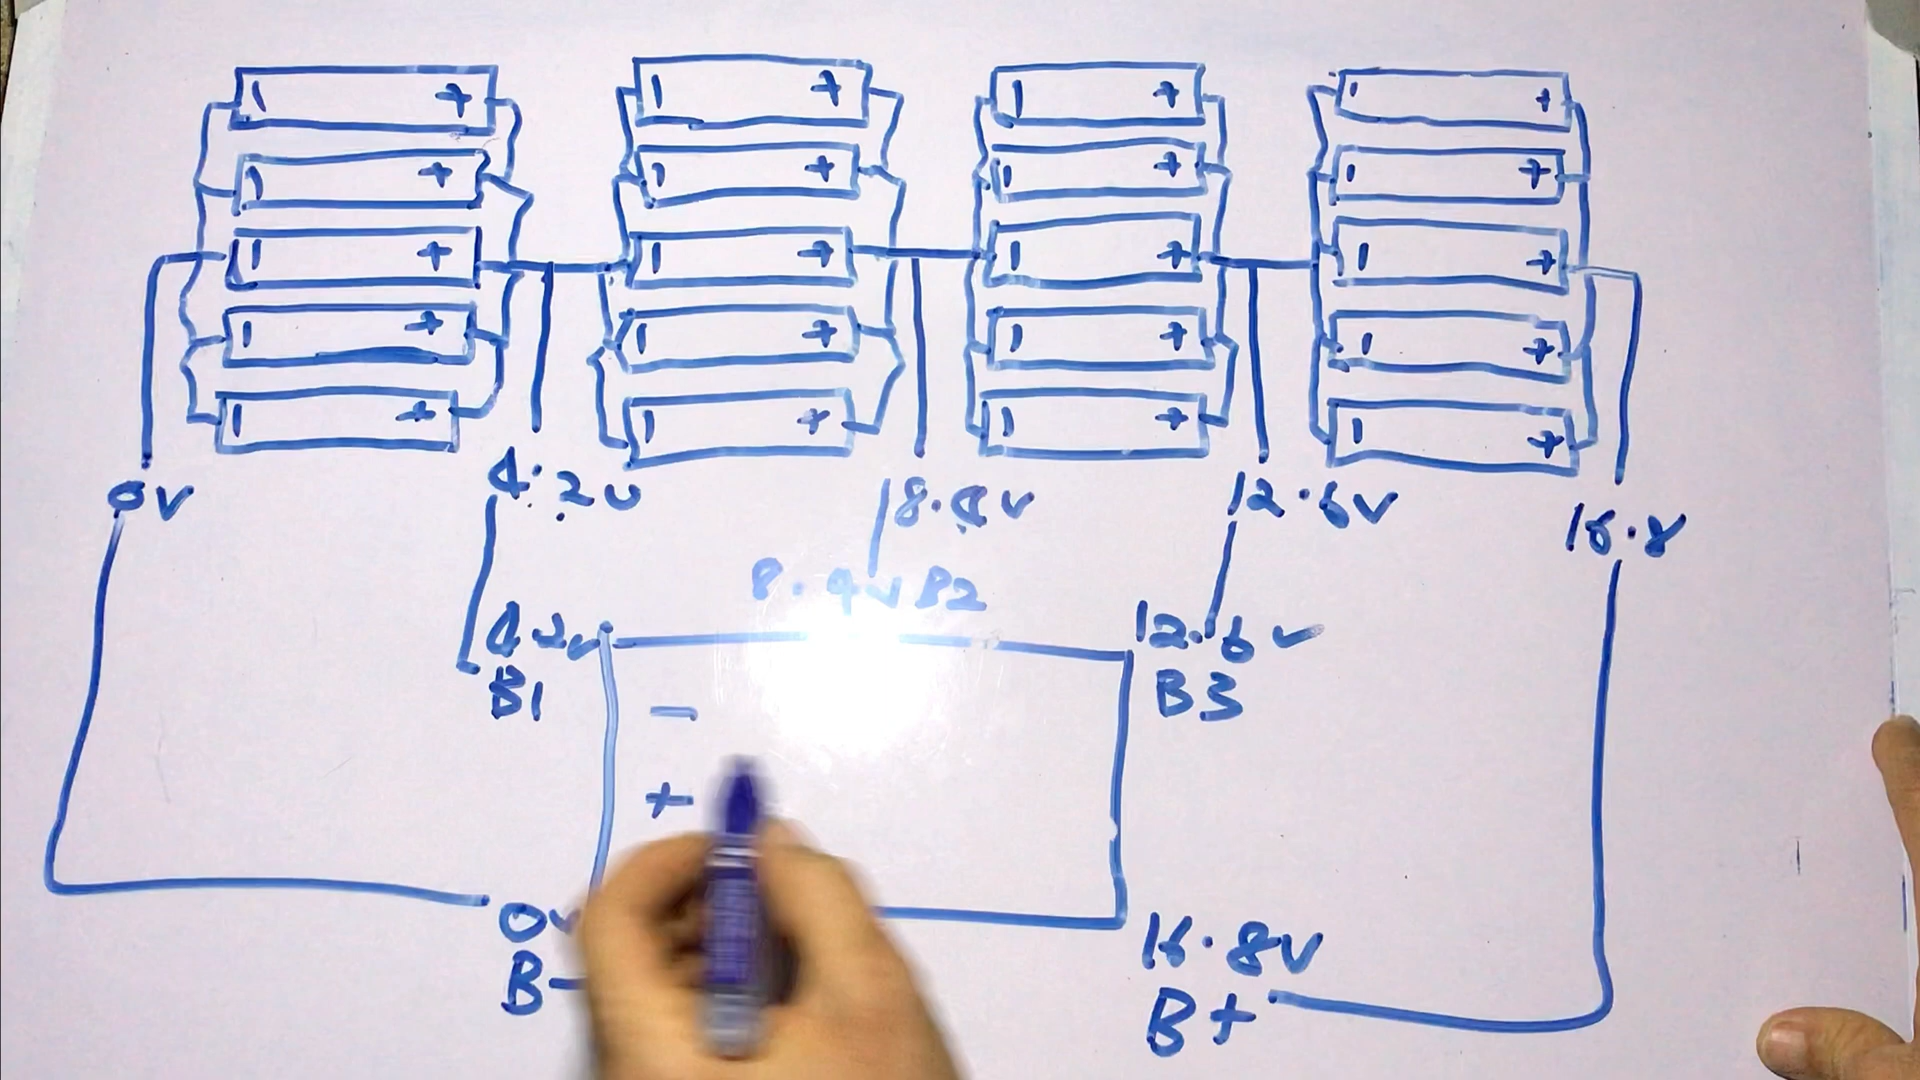 | + | + | + | +
| + | + | + | +
| + | + | + | +
| + | + | + | +
| + | + | + | +
0V 4.2V 8.4V 12.6V 16.8
8.4V B2
4.2V 12.6V
B1 B3
-
+
0V 16.8V
B- B+